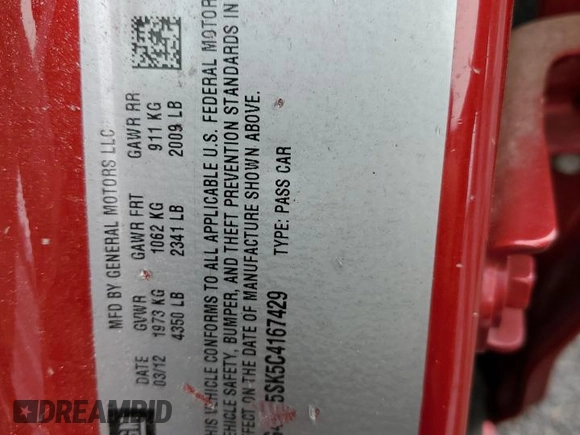 MFD BY GENERAL MOTORS LLC
DATE GVWR GAWR FRT GAWR RR
03/12 1973 KG 1062 KG 911 KG
4350 LB 2341 LB 2009 LB
THIS VEHICLE CONFORMS TO ALL APPLICABLE U.S. FEDERAL MOTOR
VEHICLE SAFETY, BUMPER, AND THEFT PREVENTION STANDARDS IN
EFFECT ON THE DATE OF MANUFACTURE SHOWN ABOVE.
5SK5C4167429 TYPE: PASS CAR
DREAMBID